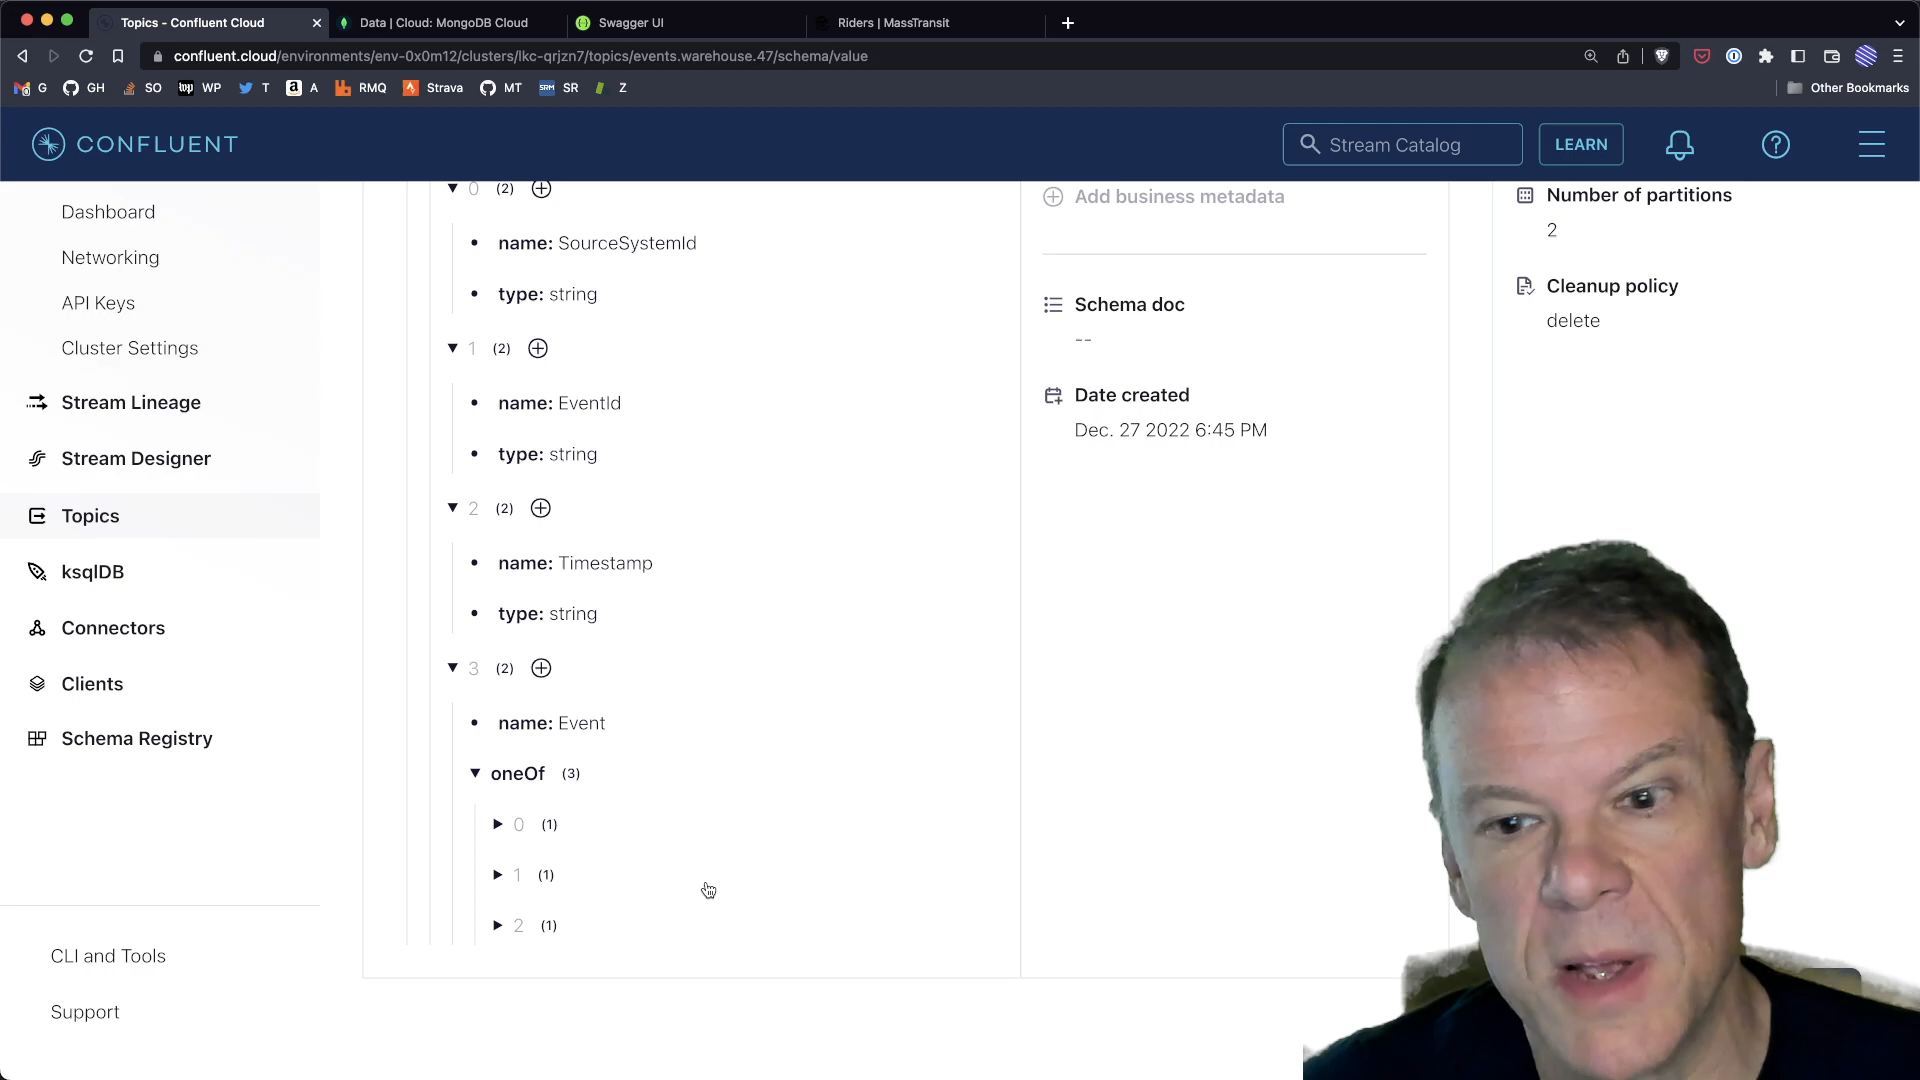 Topics - Confluent Cloud
Data | Cloud: MongoDB Cloud
Swagger UI
Riders | MassTransit
confluent.cloud/environments/env-0x0m12/clusters/lkc-qrjzn7/topics/events.warehouse.47/schema/value
G
GH
SO
WP
T
a A
RMQ
Strava
MT
SRM SR
Z
Other Bookmarks
CONFLUENT
Stream Catalog
LEARN
Dashboard
Networking
API Keys
Cluster Settings
Stream Lineage
Stream Designer
Topics
ksqlDB
Connectors
Clients
Schema Registry
CLI and Tools
Support
0 (2)
name: SourceSystemId
type: string
1 (2)
name: EventId
type: string
2 (2)
name: Timestamp
type: string
3 (2)
name: Event
oneOf (3)
0 (1)
1 (1)
2 (1)
Add business metadata
Schema doc
--
Date created
Dec. 27 2022 6:45 PM
Number of partitions
2
Cleanup policy
delete